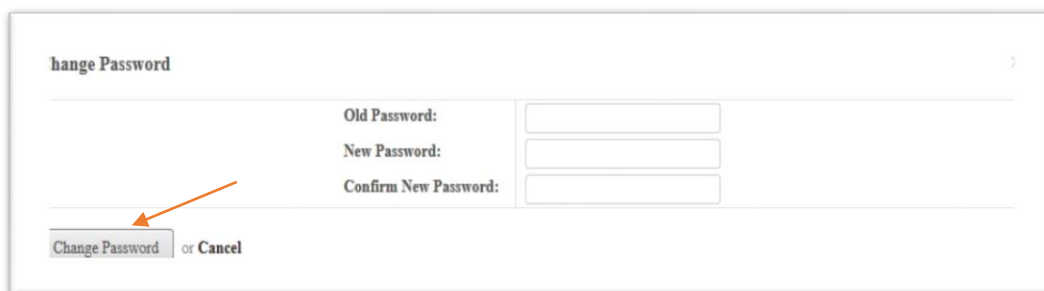 hange Password
Old Password:
New Password:
Confirm New Password:
Change Password or Cancel